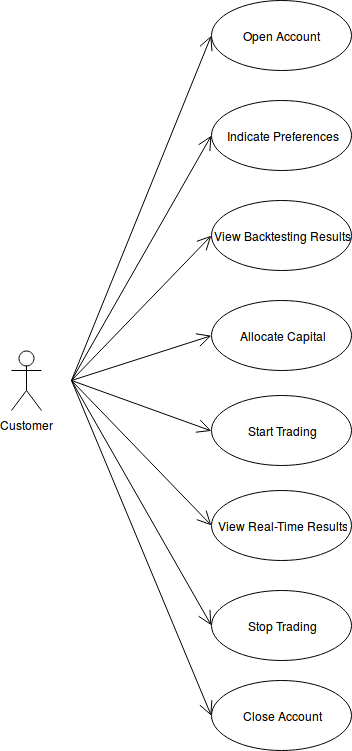 Open Account
Indicate Preferences
View Backtesting Results
Allocate Capital
Customer
Start Trading
View Real-Time Results
Stop Trading
Close Account